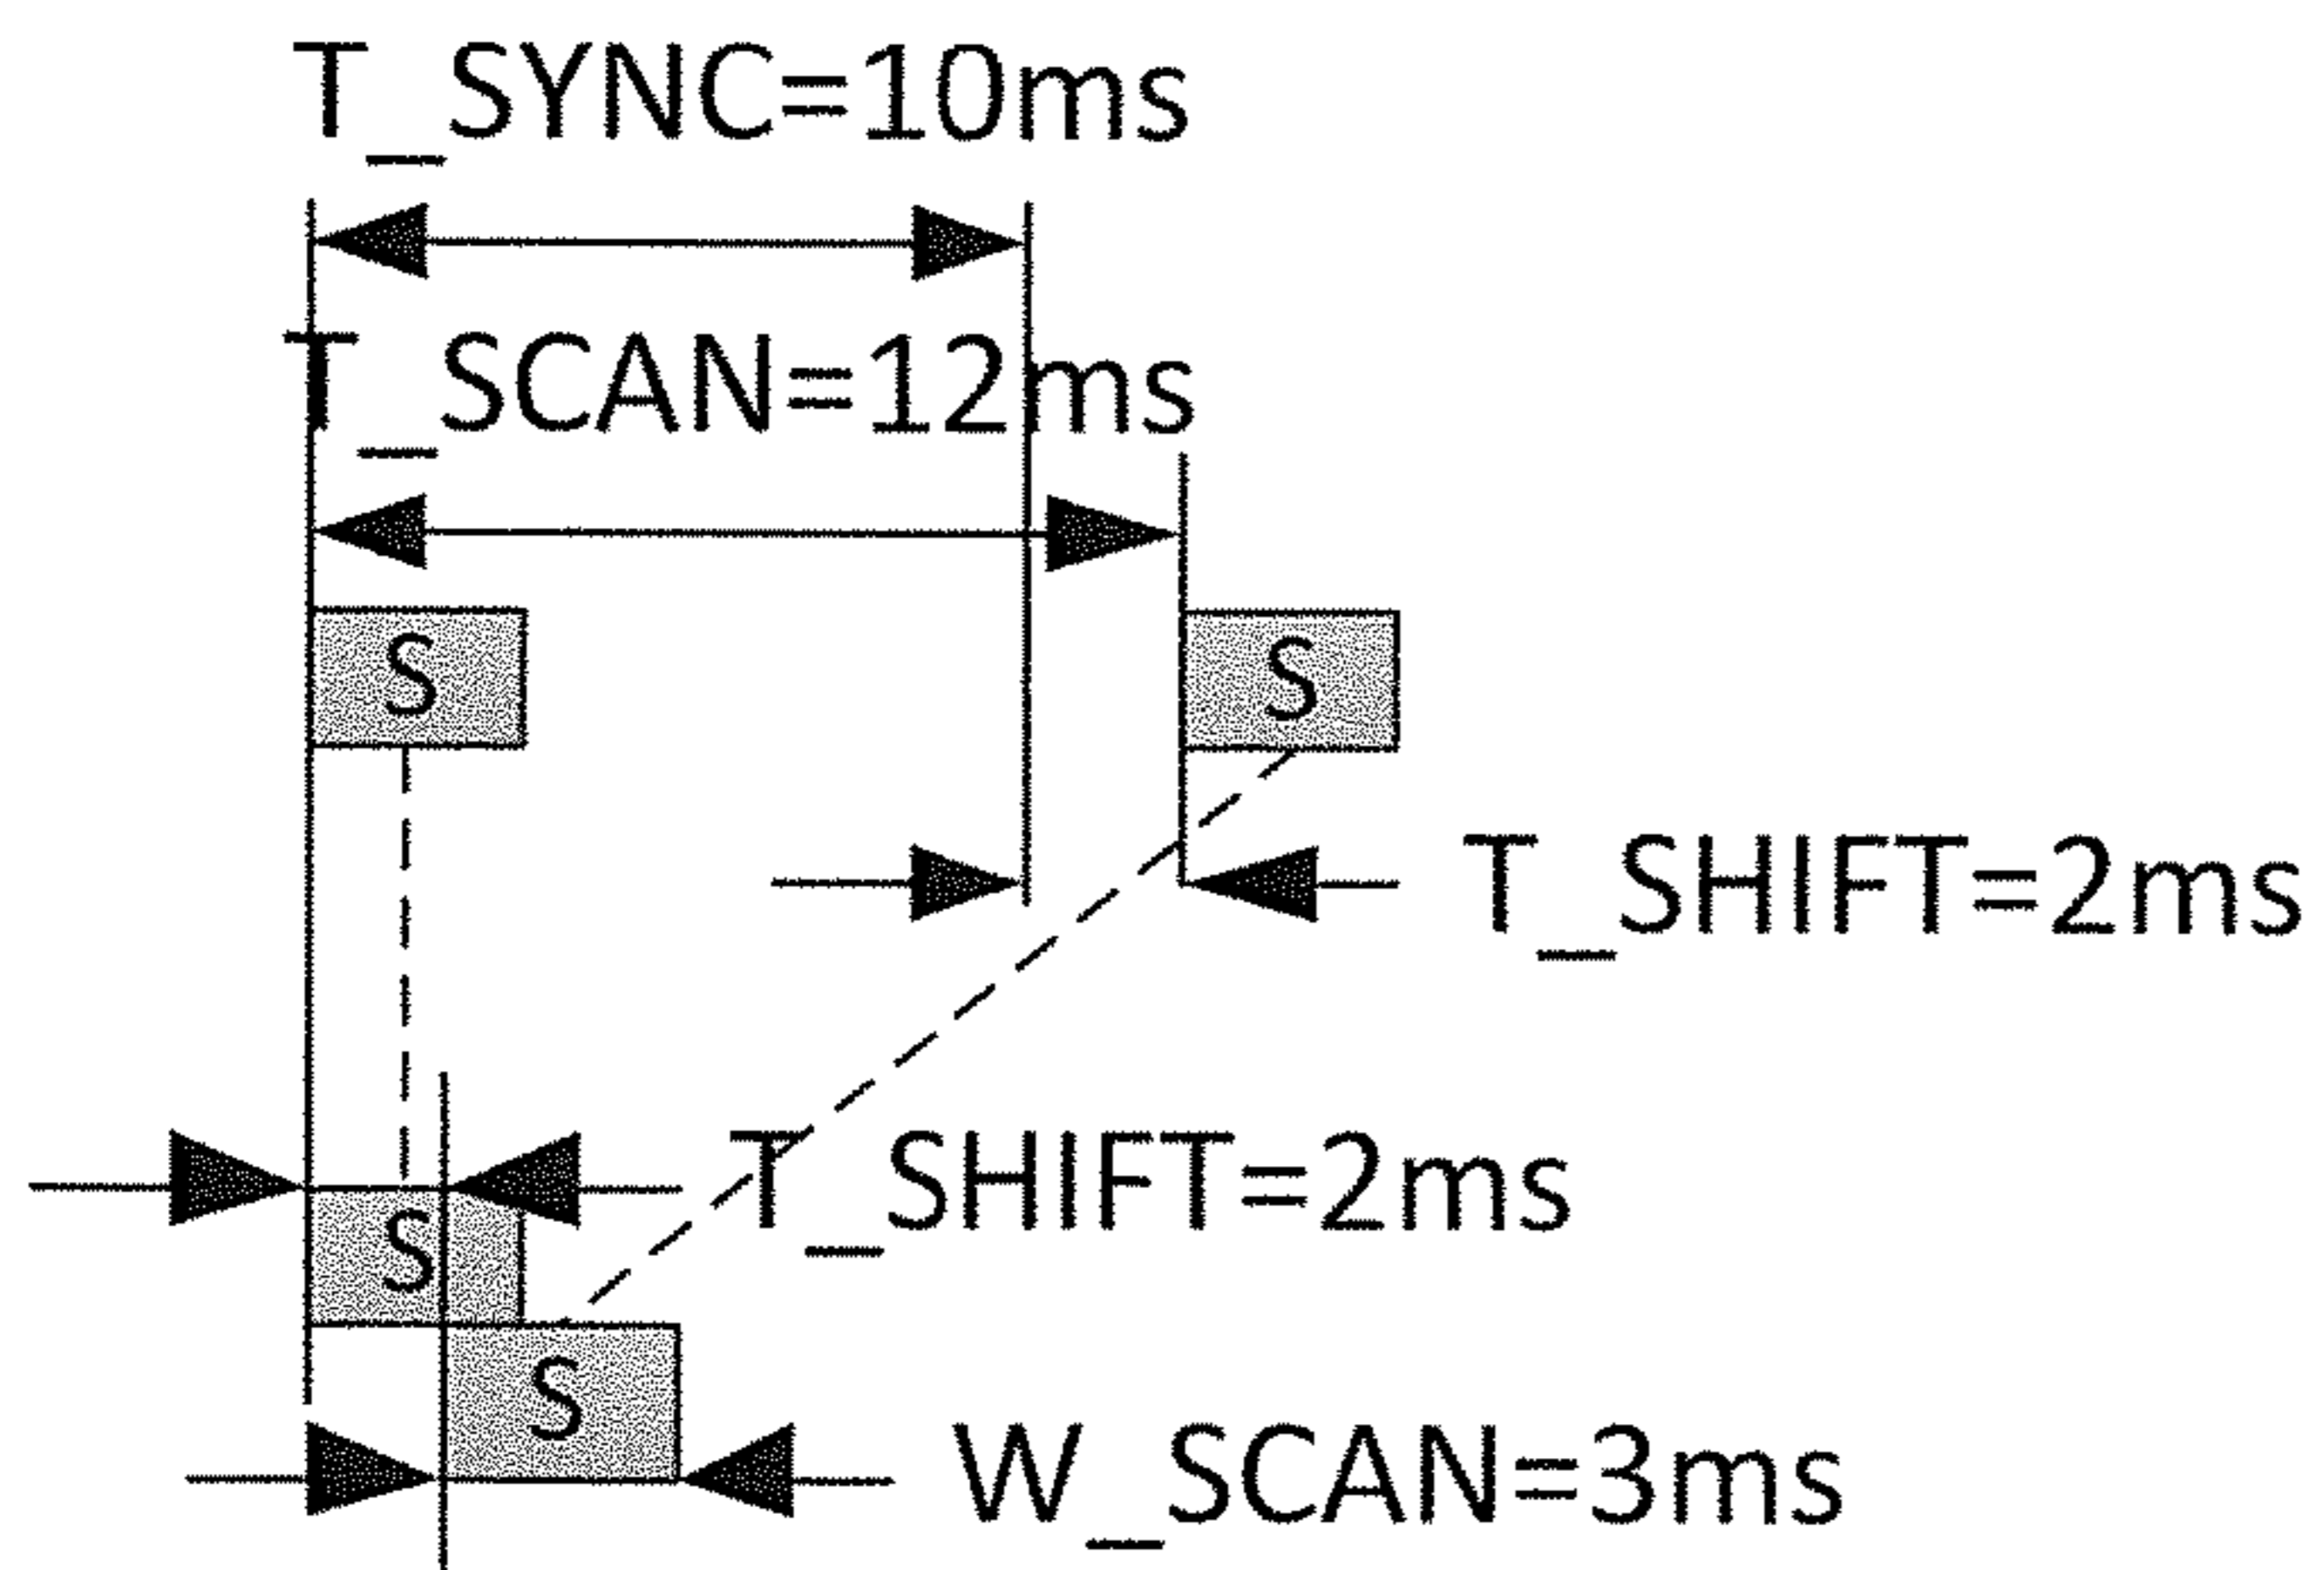 T_SYNC=10ms
T_SCAN=12ms
S S
T_SHIFT=2ms
T_SHIFT=2ms
S
S
W_SCAN=3ms